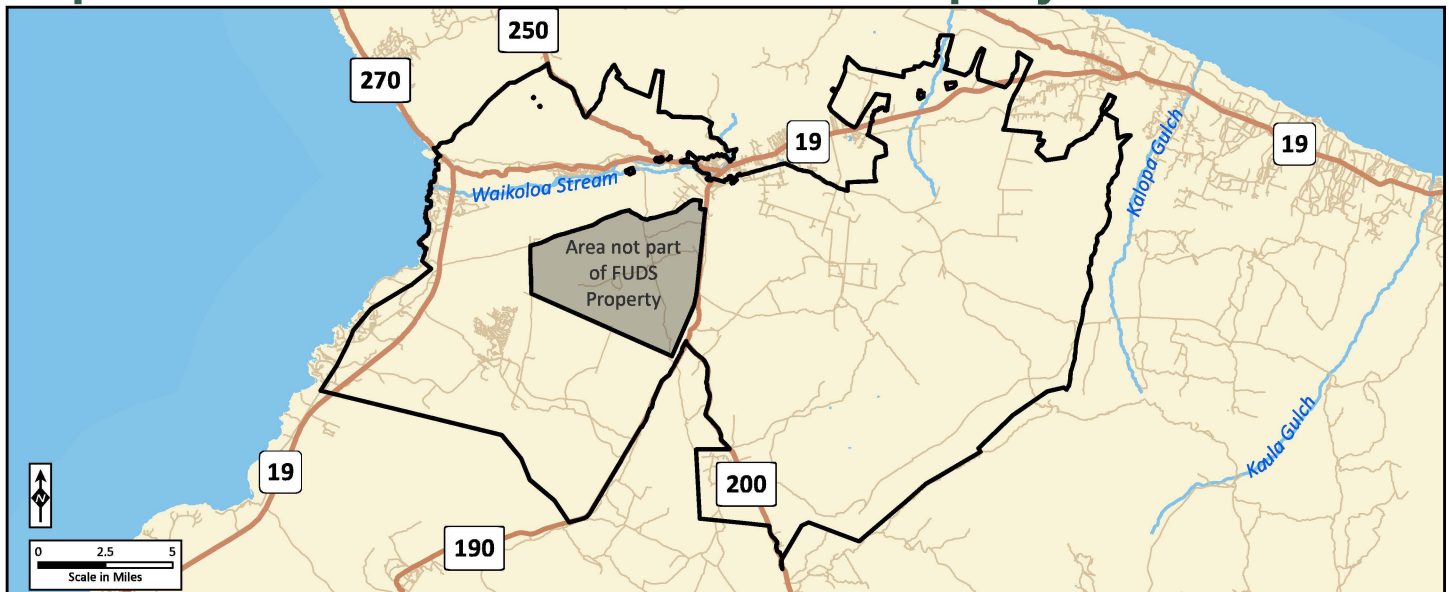 250
270
19
19
Waikoloa Stream
Kalopa Gulch
Area not part
of FUDS
Property
Kaula Gulch
19
200
190
N
0 2.5 5
Scale in Miles